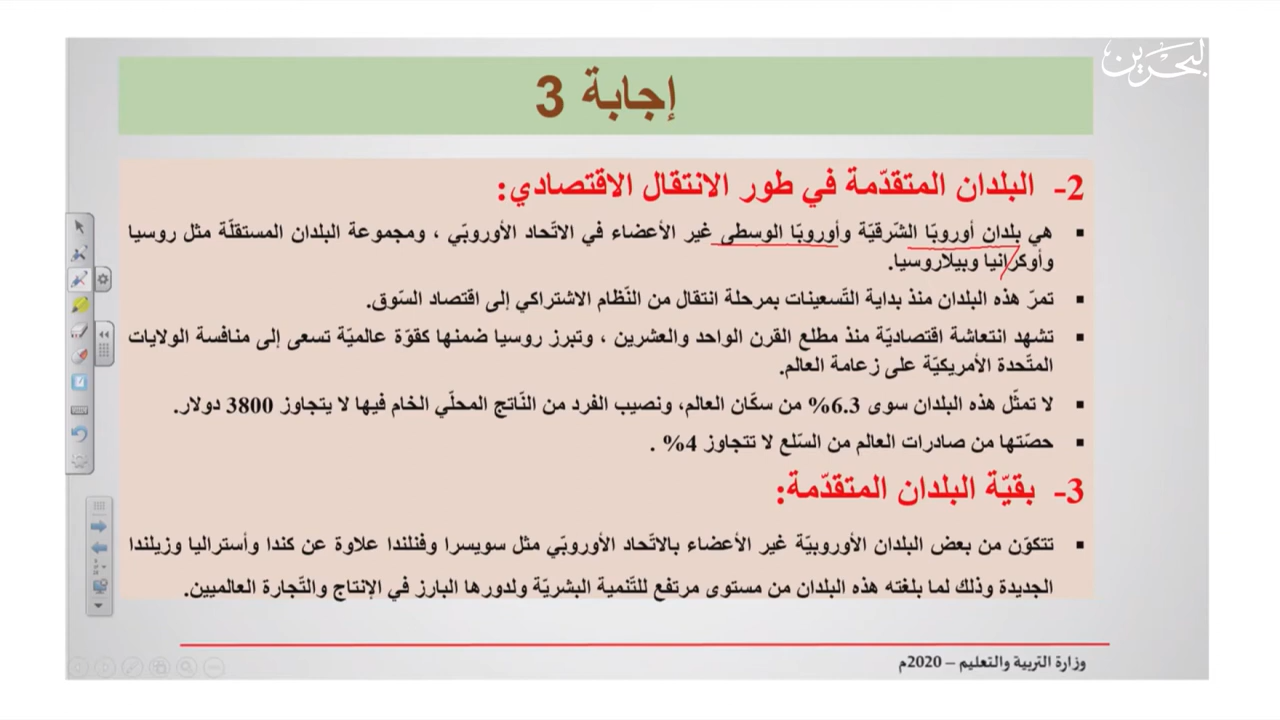 البحرين
إجابة 3
2- البلدان المتقدّمة في طور الانتقال الاقتصادي:
هي بلدان أوروبّا الشّرقيّة وأوروبّا الوسطى غير الأعضاء في الاتّحاد الأوروبّي ، ومجموعة البلدان المستقلّة مثل روسيا
وأوكرانيا وبيلاروسيا.
تمرّ هذه البلدان منذ بداية التّسعينات بمرحلة انتقال من النّظام الاشتراكي إلى اقتصاد السّوق.
تشهد انتعاشة اقتصاديّة منذ مطلع القرن الواحد والعشرين ، وتبرز روسيا ضمنها كقوّة عالميّة تسعى إلى منافسة الولايات
المتّحدة الأمريكيّة على زعامة العالم.
لا تمثّل هذه البلدان سوى 6.3% من سكّان العالم، ونصيب الفرد من النّاتج المحلّي الخام فيها لا يتجاوز 3800 دولار.
حصّتها من صادرات العالم من السّلع لا تتجاوز 4% .
3- بقيّة البلدان المتقدّمة:
تتكوّن من بعض البلدان الأوروبيّة غير الأعضاء بالاتّحاد الأوروبّي مثل سويسرا وفنلندا علاوة عن كندا وأستراليا وزيلندا
الجديدة وذلك لما بلغته هذه البلدان من مستوى مرتفع للتّنمية البشريّة ولدورها البارز في الإنتاج والتّجارة العالميين.
وزارة التربية والتعليم – 2020م